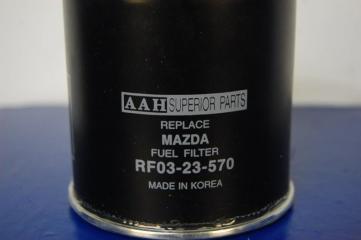 AAH SUPERIOR PARTS
REPLACE
MAZDA
FUEL FILTER
RF03-23-570
MADE IN KOREA